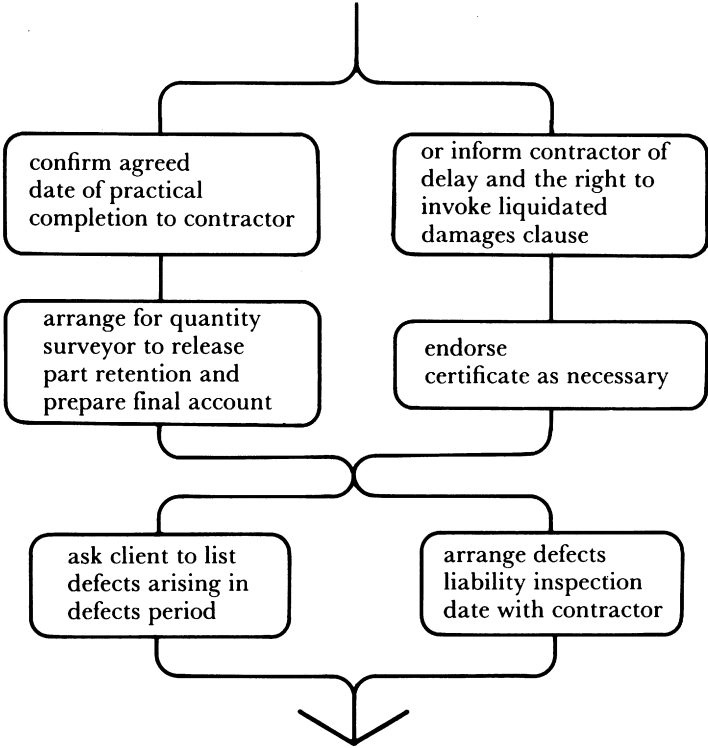 confirm agreed
date of practical
completion to contractor
or inform contractor of
delay and the right to
invoke liquidated
damages clause
arrange for quantity
surveyor to release
part retention and
prepare final account
endorse
certificate as necessary
ask client to list
defects arising in
defects period
arrange defects
liability inspection
date with contractor